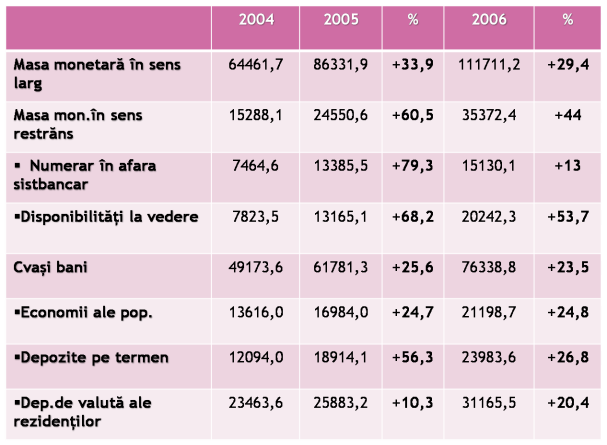 2004 2005 % 2006 %
Masa monetară în sens 64461,7 86331,9 +33,9 111711,2 +29,4
larg
Masa mon.în sens 15288,1 24550,6 +60,5 35372,4 +44
restrâns
▪ Numerar în afara 7464,6 13385,5 +79,3 15130,1 +13
sistbancar
▪Disponibilități la vedere 7823,5 13165,1 +68,2 20242,3 +53,7
Cvași bani 49173,6 61781,3 +25,6 76338,8 +23,5
▪Economii ale pop. 13616,0 16984,0 +24,7 21198,7 +24,8
▪Depozite pe termen 12094,0 18914,1 +56,3 23983,6 +26,8
▪Dep.de valută ale 23463,6 25883,2 +10,3 31165,5 +20,4
rezidenților